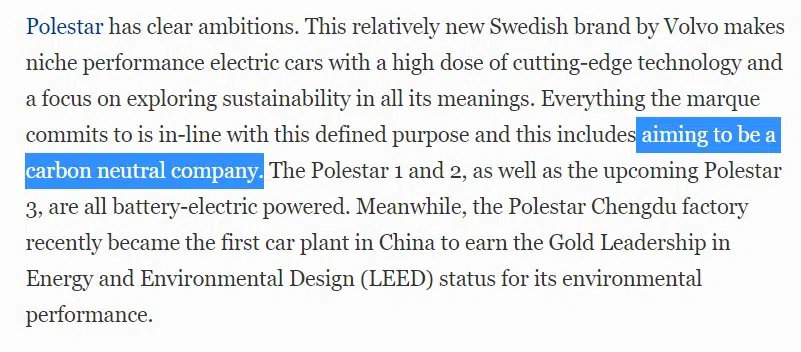 Polestar has clear ambitions. This relatively new Swedish brand by Volvo makes
niche performance electric cars with a high dose of cutting-edge technology and
a focus on exploring sustainability in all its meanings. Everything the marque
commits to is in-line with this defined purpose and this includes aiming to be a
carbon neutral company. The Polestar 1 and 2, as well as the upcoming Polestar
3, are all battery-electric powered. Meanwhile, the Polestar Chengdu factory
recently became the first car plant in China to earn the Gold Leadership in
Energy and Environmental Design (LEED) status for its environmental
performance.